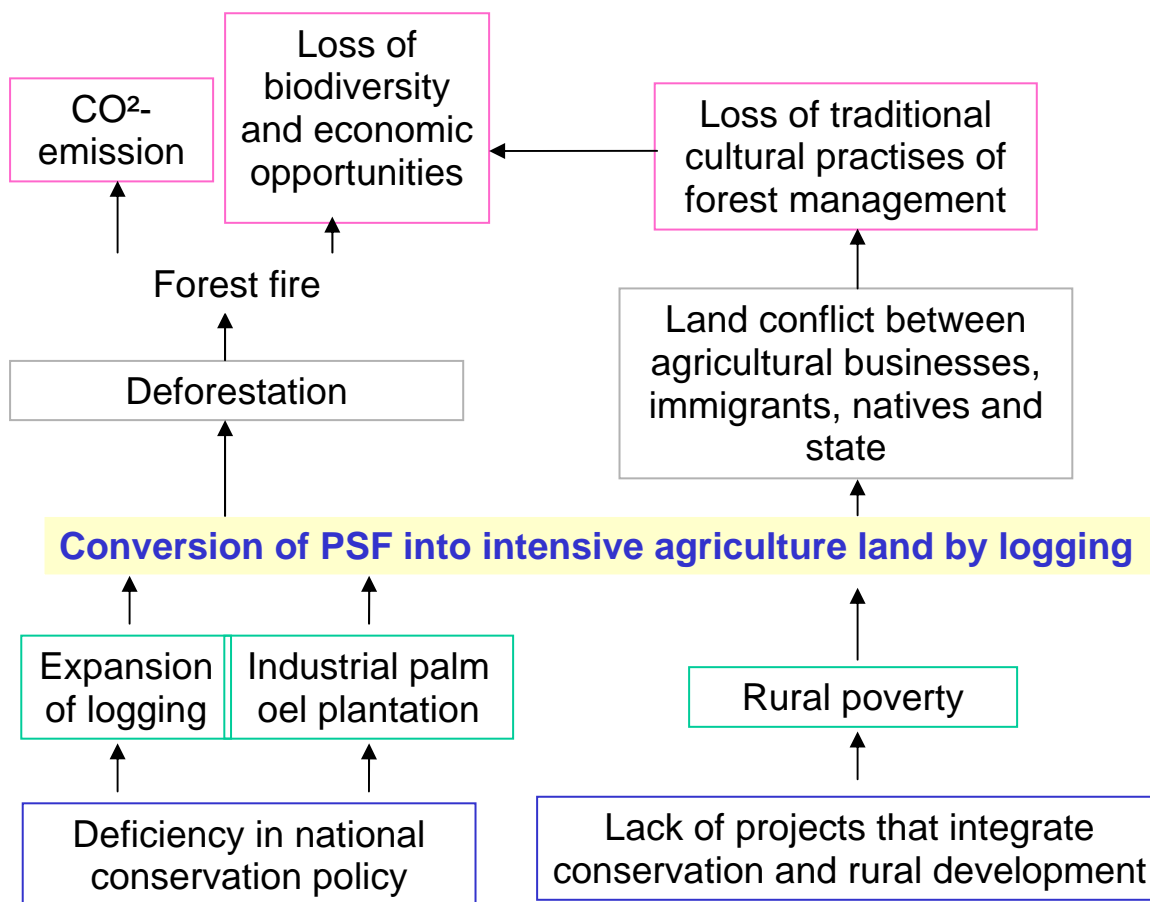 CO²-
emission
Loss of
biodiversity
and economic
opportunities
Loss of traditional
cultural practises of
forest management
Forest fire
Deforestation
Land conflict between
agricultural businesses,
immigrants, natives and
state
Conversion of PSF into intensive agriculture land by logging
Expansion
of logging
Industrial palm
oel plantation
Rural poverty
Deficiency in national
conservation policy
Lack of projects that integrate
conservation and rural development